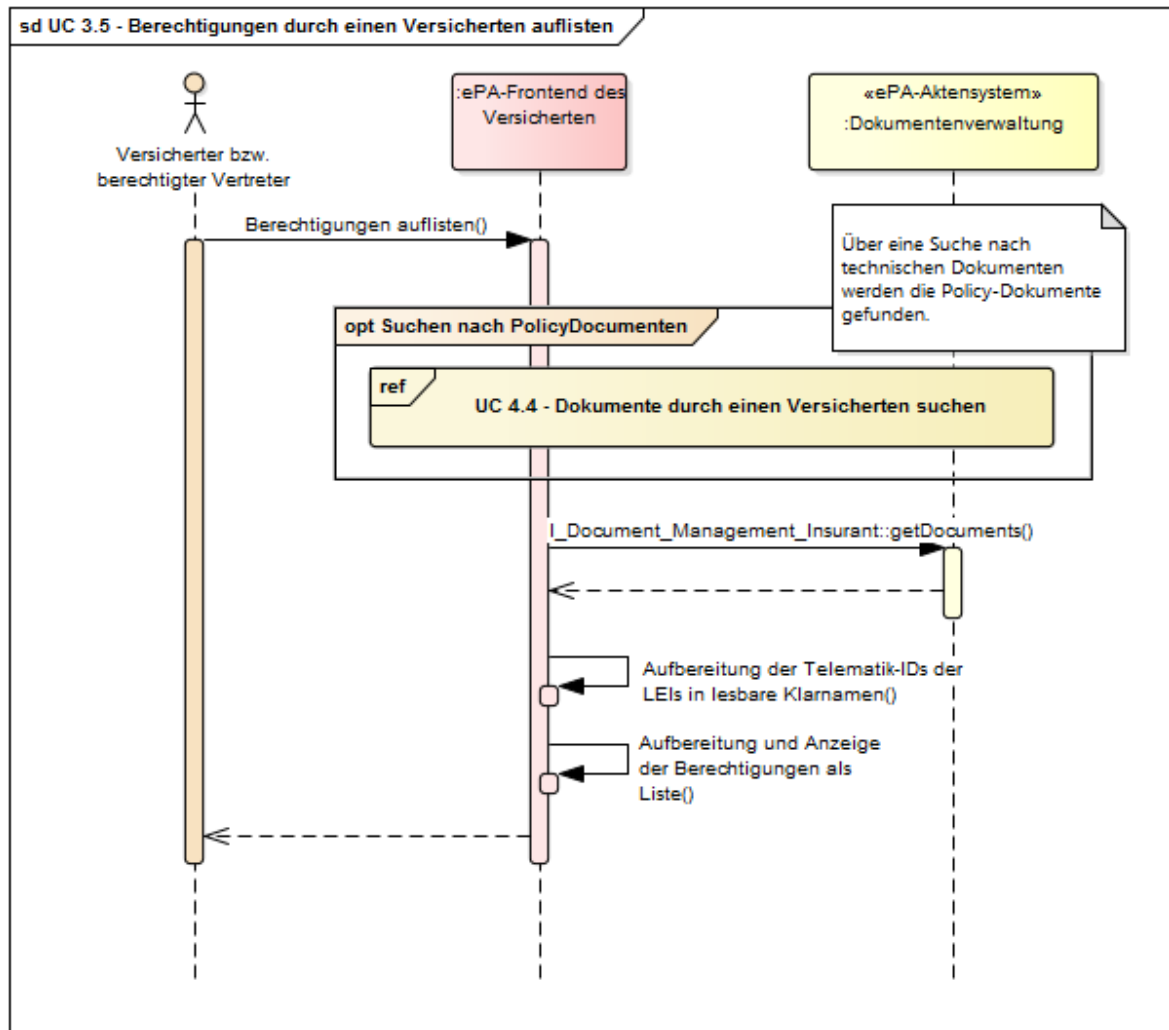 sd UC 3.5 - Berechtigungen durch einen Versicherten auflisten
:ePA-Frontend des
Versicherten
«ePA-Aktensystem»
:Dokumentenverwaltung
Versicherter bzw.
berechtigter Vertreter
Berechtigungen auflisten()
Über eine Suche nach
technischen Dokumenten
werden die Policy-Dokumente
gefunden.
opt Suchen nach PolicyDocumenten
ref
UC 4.4 - Dokumente durch einen Versicherten suchen
I_Document_Management_Insurant::getDocuments()
Aufbereitung der Telematik-IDs der
LEIs in lesbare Klarnamen()
Aufbereitung und Anzeige
der Berechtigungen als
Liste()